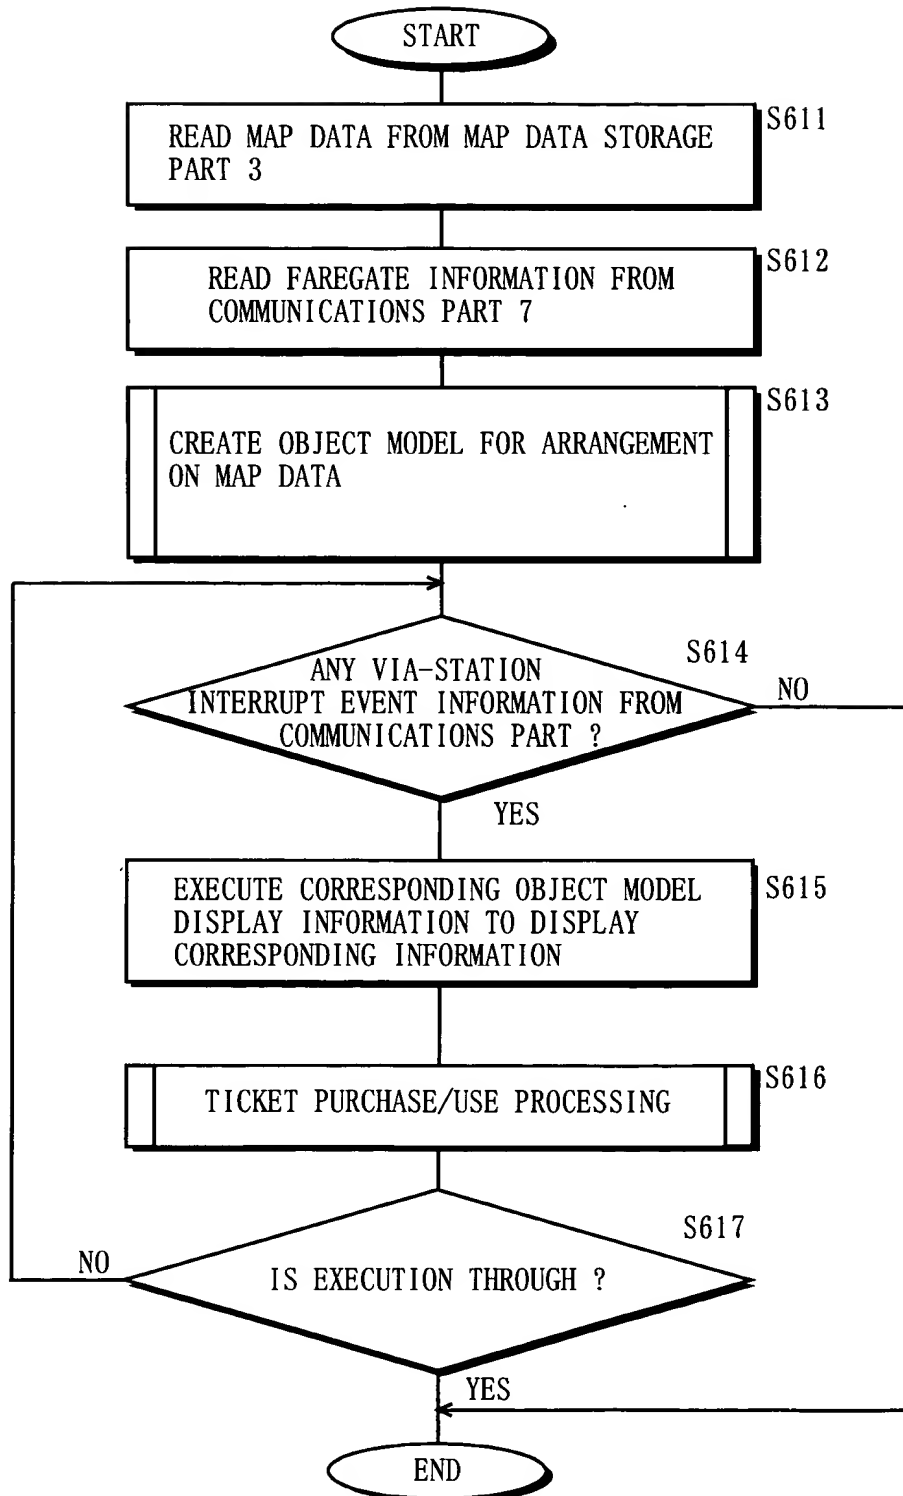 START
S611
READ MAP DATA FROM MAP DATA STORAGE
PART 3
S612
READ FAREGATE INFORMATION FROM
COMMUNICATIONS PART 7
S613
CREATE OBJECT MODEL FOR ARRANGEMENT
ON MAP DATA
S614
ANY VIA-STATION
INTERRUPT EVENT INFORMATION FROM
COMMUNICATIONS PART ?
NO
YES
S615
EXECUTE CORRESPONDING OBJECT MODEL
DISPLAY INFORMATION TO DISPLAY
CORRESPONDING INFORMATION
S616
TICKET PURCHASE/USE PROCESSING
S617
NO
IS EXECUTION THROUGH ?
YES
END